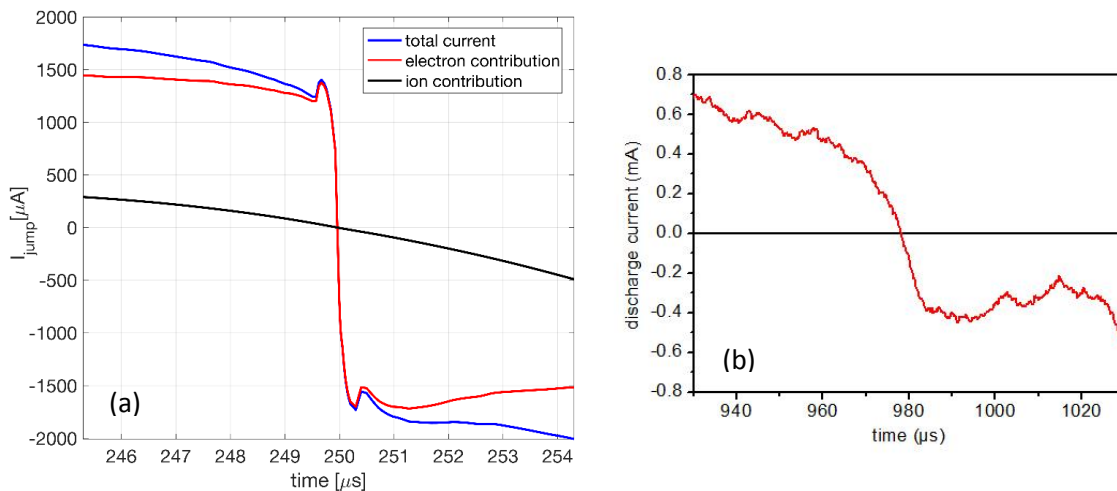 2000
1500
1000
500
0
-500
-1000
-1500
-2000
I_jump[μA]
total current
electron contribution
ion contribution
(a)
246 247 248 249 250 251 252 253 254
time [μs]
(b)
0.8
0.6
0.4
0.2
0.0
-0.2
-0.4
-0.6
-0.8
discharge current (mA)
940 960 980 1000 1020
time (μs)